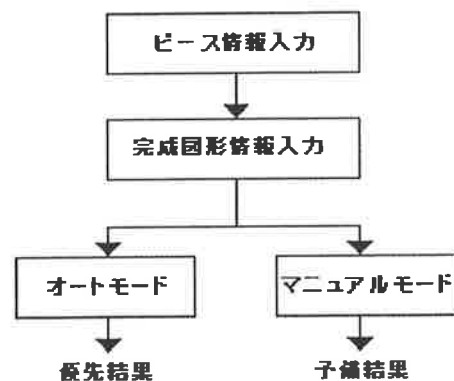 ピース情報入力
完成図形情報入力
オートモード
マニュアルモード
優先結果
予備結果